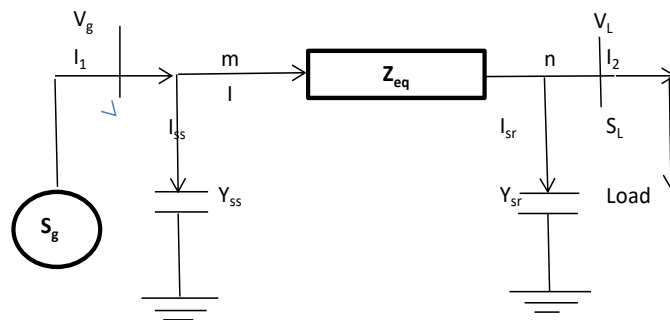 V_g V_L
I_1 m n I_2
Z_eq
I
I_ss I_sr S_L
Y_ss Y_sr Load
S_g